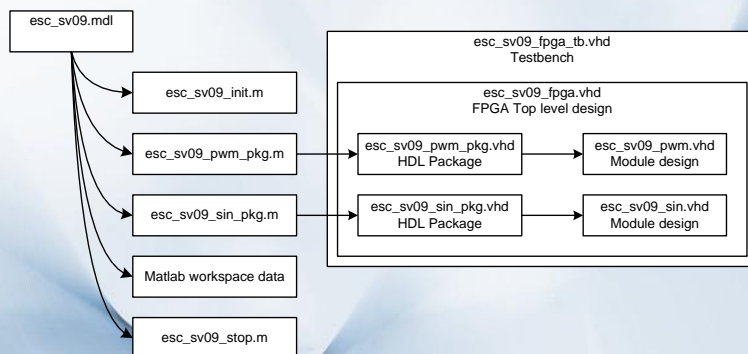 esc_sv09.mdl
esc_sv09_init.m
esc_sv09_pwm_pkg.m
esc_sv09_sin_pkg.m
Matlab workspace data
esc_sv09_stop.m
esc_sv09_fpga_tb.vhd
Testbench
esc_sv09_fpga.vhd
FPGA Top level design
esc_sv09_pwm_pkg.vhd
HDL Package
esc_sv09_pwm.vhd
Module design
esc_sv09_sin_pkg.vhd
HDL Package
esc_sv09_sin.vhd
Module design